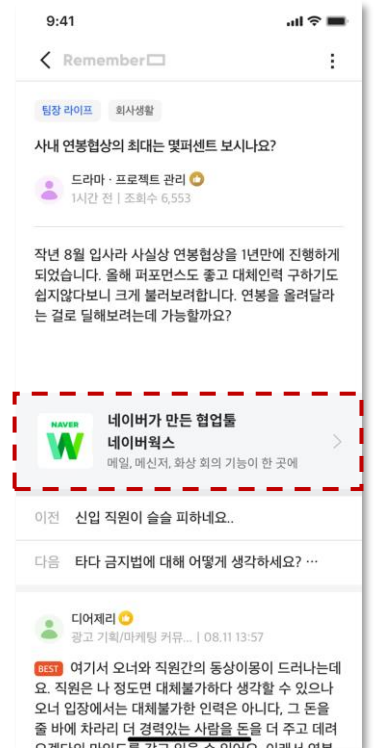 9:41
Remember
팀장 라이프 회사생활
사내 연봉협상의 최대는 몇퍼센트 보시나요?
드라마 · 프로젝트 관리
1시간 전 | 조회수 6,553
작년 8월 입사라 사실상 연봉협상을 1년만에 진행하게
되었습니다. 올해 퍼포먼스도 좋고 대체인력 구하기도
쉽지않다보니 크게 불러보려합니다. 연봉을 올려달라
는 걸로 딜해보려는데 가능할까요?
NAVER
W
네이버가 만든 협업툴
네이버웍스
메일, 메신저, 화상 회의 기능이 한 곳에
이전 신입 직원이 슬슬 피하네요..
다음 타다 금지법에 대해 어떻게 생각하세요? ⋯
디어제리
광고 기획/마케팅 커뮤... | 08.11 13:57
BEST 여기서 오너와 직원간의 동상이몽이 드러나는데
요. 직원은 나 정도면 대체불가하다 생각할 수 있으나
오너 입장에서는 대체불가한 인력은 아니다, 그 돈을
줄 바에 차라리 더 경력있는 사람을 돈을 더 주고 데려